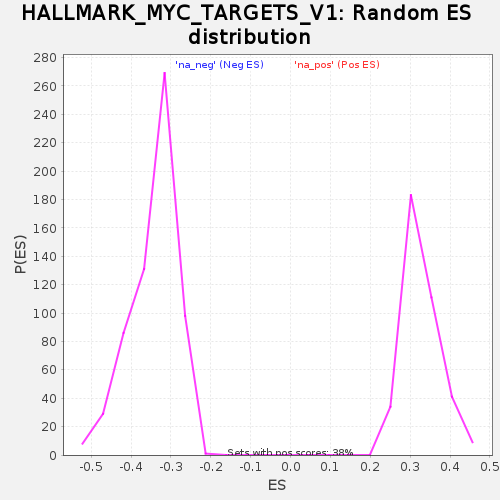 HALLMARK_MYC_TARGETS_V1: Random ES
distribution
'na_neg' (Neg ES) 'na_pos' (Pos ES)
280
260
240
220
200
180
160
140
120
100
80
60
40
20
0
P(ES)
Sets with pos scores: 38%
-0.5 -0.4 -0.3 -0.2 -0.1 0.0 0.1 0.2 0.3 0.4 0.5
ES